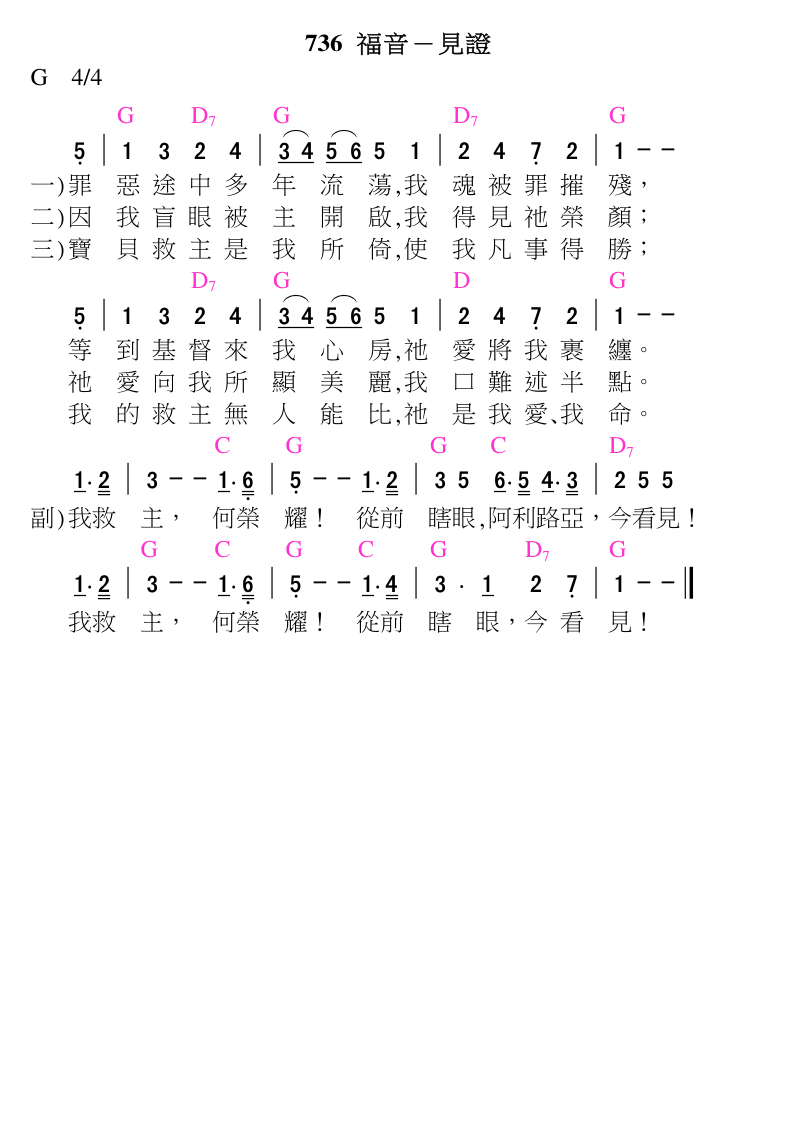 736 福音－見證
G 4/4
G D7 G D7 G
5̣ | 1 3 2 4 | 3 4 5 6 5 1 | 2 4 7̣ 2 | 1 - -
一)罪 惡 途 中 多 年 流 蕩,我 魂 被 罪 摧 殘，
二)因 我 盲 眼 被 主 開 啟,我 得 見 祂 榮 顏；
三)寶 貝 救 主 是 我 所 倚,使 我 凡 事 得 勝；
D7 G D G
5̣ | 1 3 2 4 | 3 4 5 6 5 1 | 2 4 7̣ 2 | 1 - -
等 到 基 督 來 我 心 房,祂 愛 將 我 裹 纏。
祂 愛 向 我 所 顯 美 麗,我 口 難 述 半 點。
我 的 救 主 無 人 能 比,祂 是 我 愛、我 命。
C G G C D7
1· 2 | 3 - - 1· 6̣ | 5̣ - - 1· 2 | 3 5 6· 5 4· 3 | 2 5 5
副)我救 主， 何榮 耀！ 從前 瞎眼,阿利路亞，今看見！
G C G C G D7 G
1· 2 | 3 - - 1· 6̣ | 5̣ - - 1· 4 | 3 · 1 2 7̣ | 1 - - ||
我救 主， 何榮 耀！ 從前 瞎 眼，今 看 見！